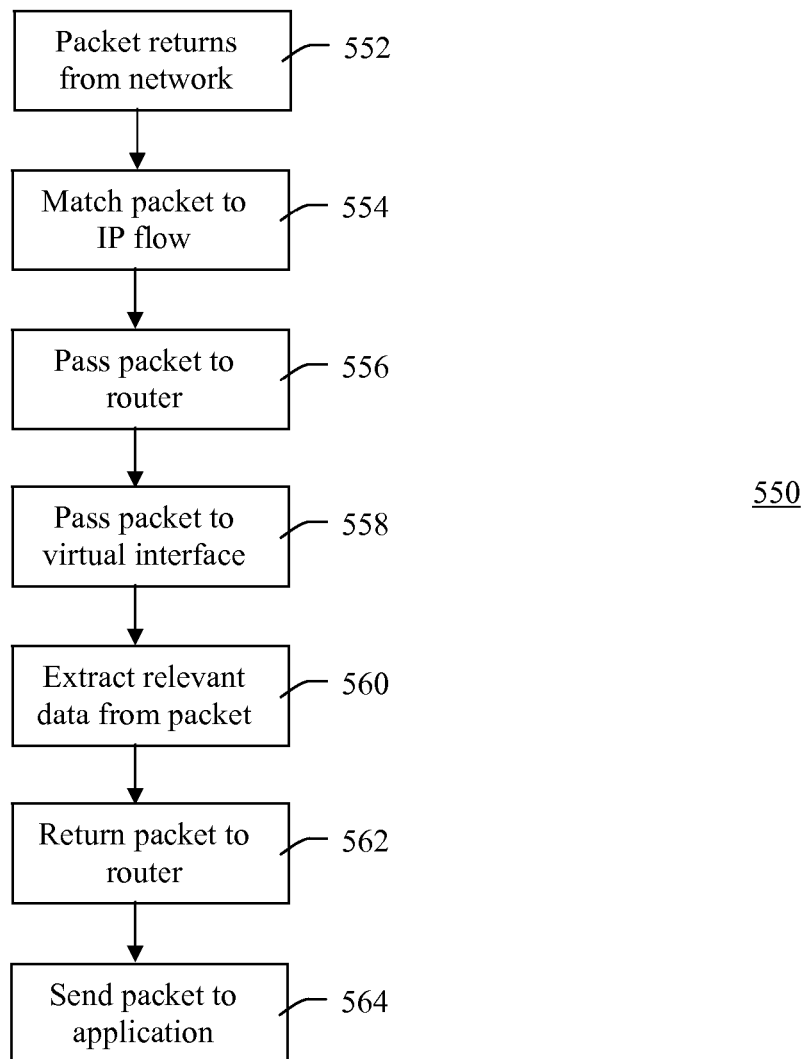 Packet returns
from network
552
Match packet to
IP flow
554
Pass packet to
router
556
Pass packet to
virtual interface
558
550
Extract relevant
data from packet
560
Return packet to
router
562
Send packet to
application
564